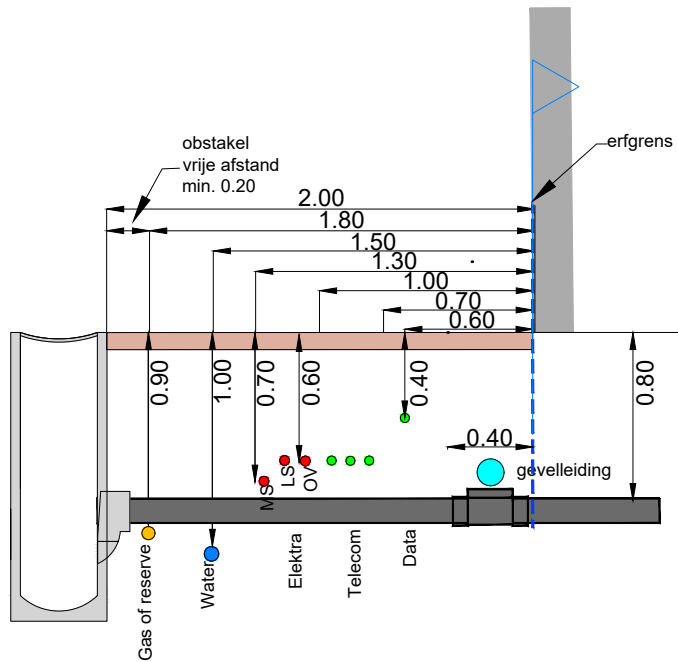 obstakel
vrije afstand
min. 0.20
erfgrens
2.00
1.80
1.50
1.30
1.00
0.70
0.60
0.90
1.00
0.70
0.60
0.40
0.80
0.40
gevelleiding
MS
LS
OV
Gas of reserve
Water
Elektra
Telecom
Data